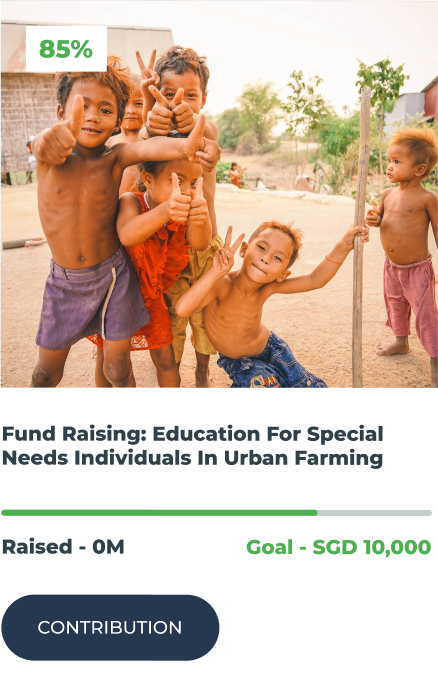 85%
Fund Raising: Education For Special
Needs Individuals In Urban Farming
Raised - 0M
Goal - SGD 10,000
CONTRIBUTION